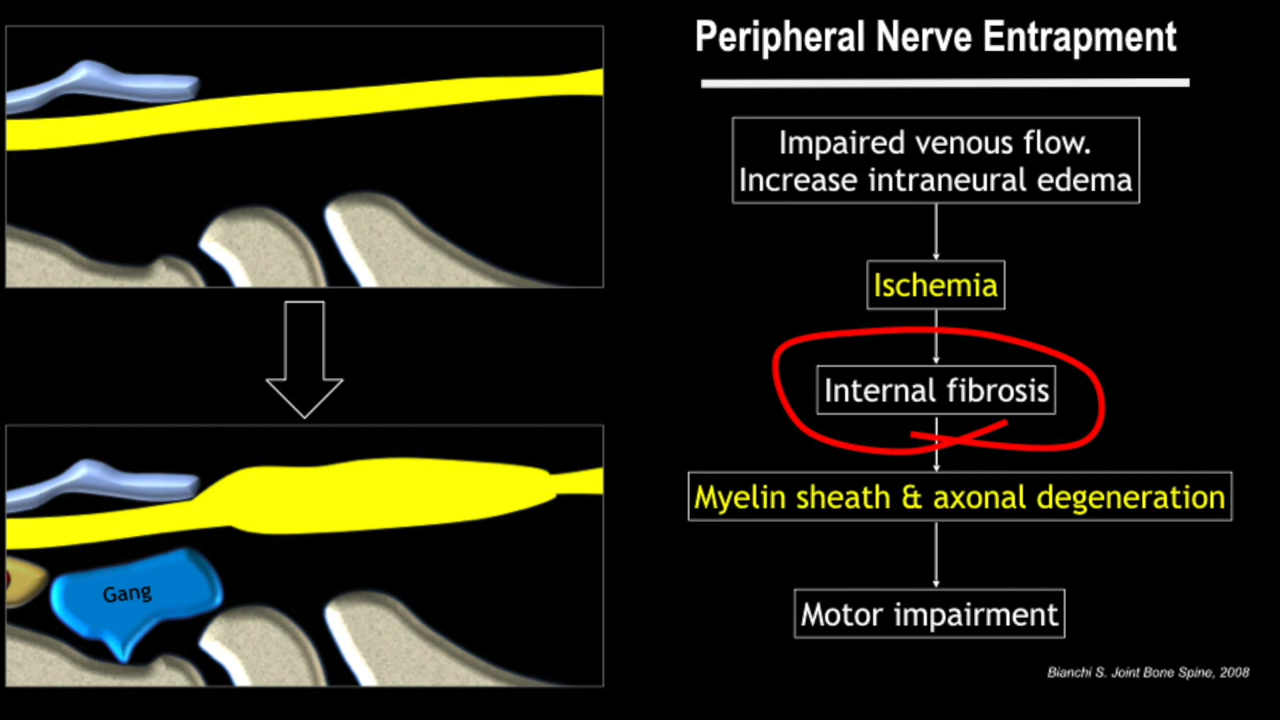 Peripheral Nerve Entrapment
Impaired venous flow.
Increase intraneural edema
Ischemia
Internal fibrosis
Myelin sheath & axonal degeneration
Motor impairment
Gang
Bianchi S. Joint Bone Spine, 2008